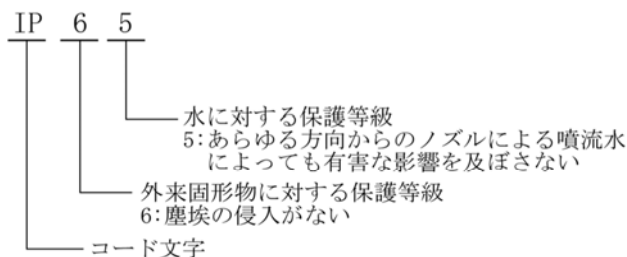 IP 6 5
水に対する保護等級
5:あらゆる方向からのノズルによる噴流水
によっても有害な影響を及ぼさない
外来固形物に対する保護等級
6:塵埃の侵入がない
コード文字